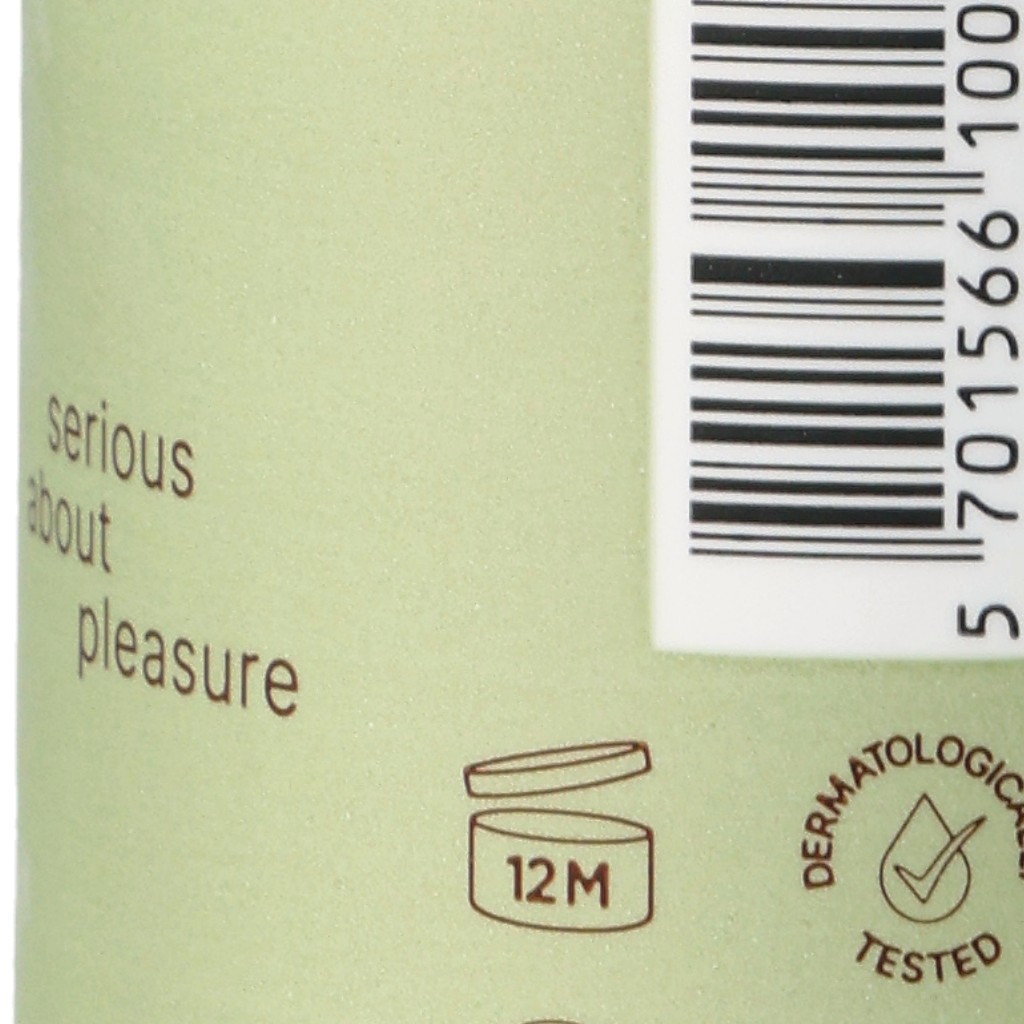 5 701566 100
serious
about
pleasure
12M
DERMATOLOGICALLY
TESTED